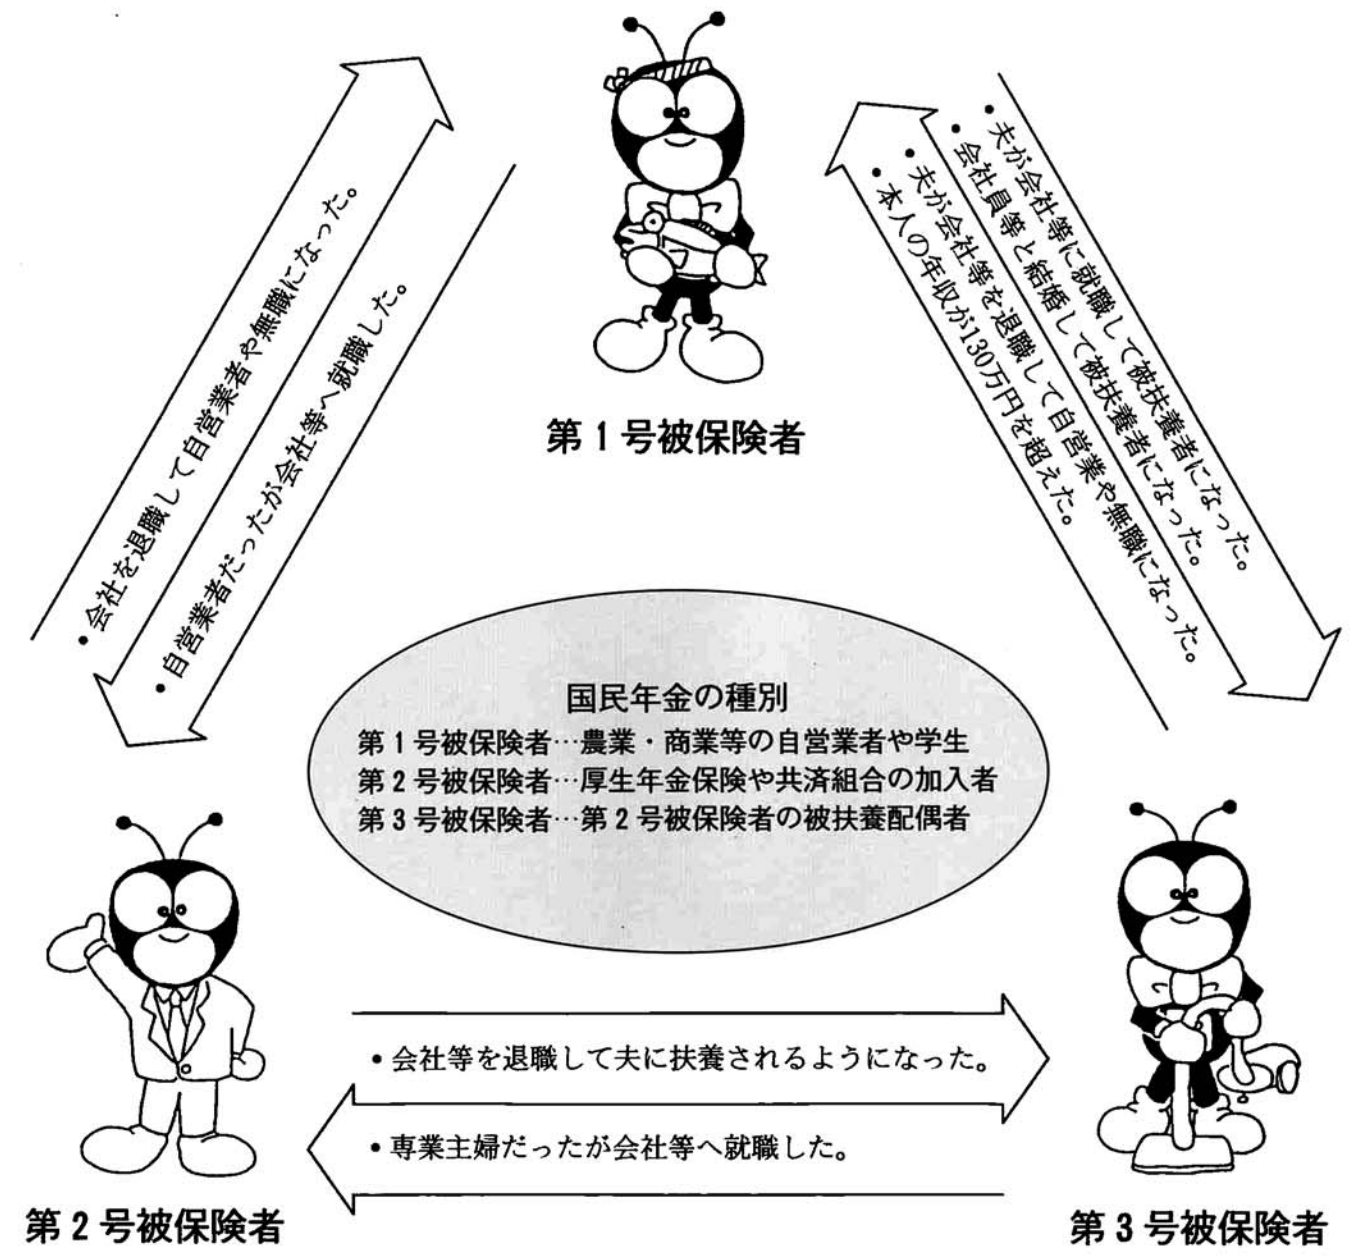 ・会社を退職して自営業者や無職になった。
・自営業者だったが会社等へ就職した。
第1号被保険者
・夫が会社等に就職して被扶養者になった。
・会社員等と結婚して被扶養者になった。
・夫が会社等を退職して自営業や無職になった。
・本人の年収が130万円を超えた。
国民年金の種別
第1号被保険者…農業・商業等の自営業者や学生
第2号被保険者…厚生年金保険や共済組合の加入者
第3号被保険者…第2号被保険者の被扶養配偶者
・会社等を退職して夫に扶養されるようになった。
・専業主婦だったが会社等へ就職した。
第2号被保険者
第3号被保険者